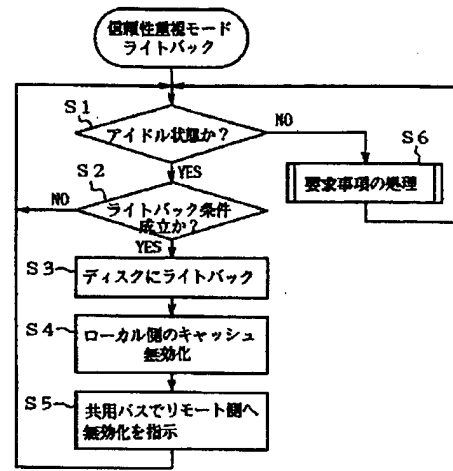 信頼性重視モード
ライトバック
S1
アイドル状態か?
NO
S6
YES
要求事項の処理
S2
NO
ライトバック条件
成立か?
YES
S3
ディスクにライトバック
S4
ローカル側のキャッシュ
無効化
S5
共用バスでリモート側へ
無効化を指示